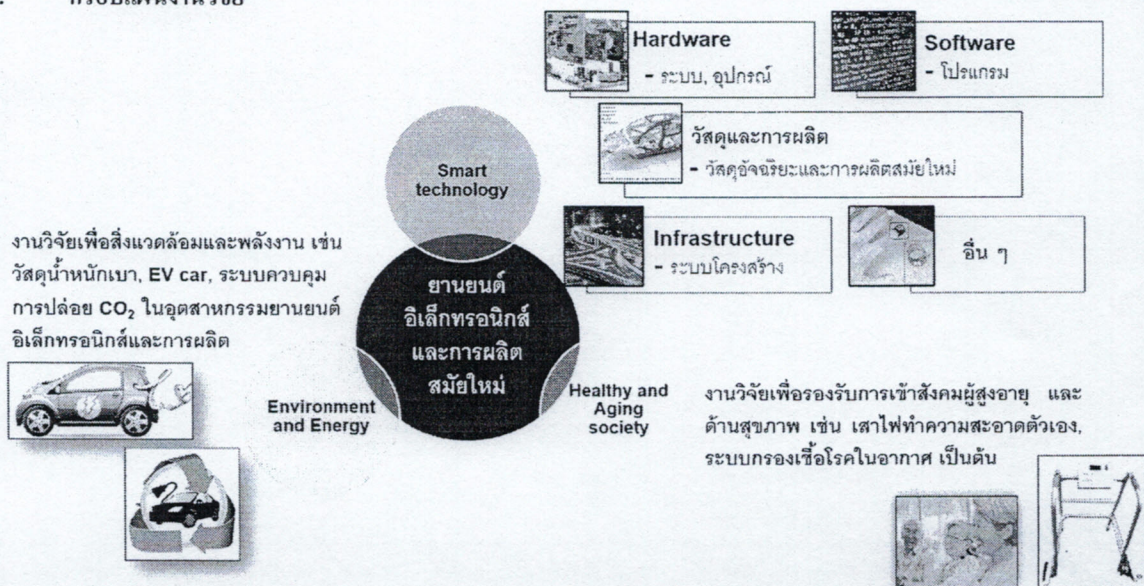 กรอบแผนงานวิจัย
Hardware
- ระบบ, อุปกรณ์
Software
- โปรแกรม
วัสดุและการผลิต
- วัสดุอัจฉริยะและการผลิตสมัยใหม่
Infrastructure
- ระบบโครงสร้าง
อื่น ๆ
Smart
technology
งานวิจัยเพื่อสิ่งแวดล้อมและพลังงาน เช่น
วัสดุน้ำหนักเบา, EV car, ระบบควบคุม
การปล่อย CO₂ ในอุตสาหกรรมยานยนต์
อิเล็กทรอนิกส์และการผลิต
ยานยนต์
อิเล็กทรอนิกส์
และการผลิต
สมัยใหม่
Environment
and Energy
Healthy and
Aging
society
งานวิจัยเพื่อรองรับการเข้าสังคมผู้สูงอายุ และ
ด้านสุขภาพ เช่น เสาไฟทำความสะอาดตัวเอง,
ระบบกรองเชื้อโรคในอากาศ เป็นต้น